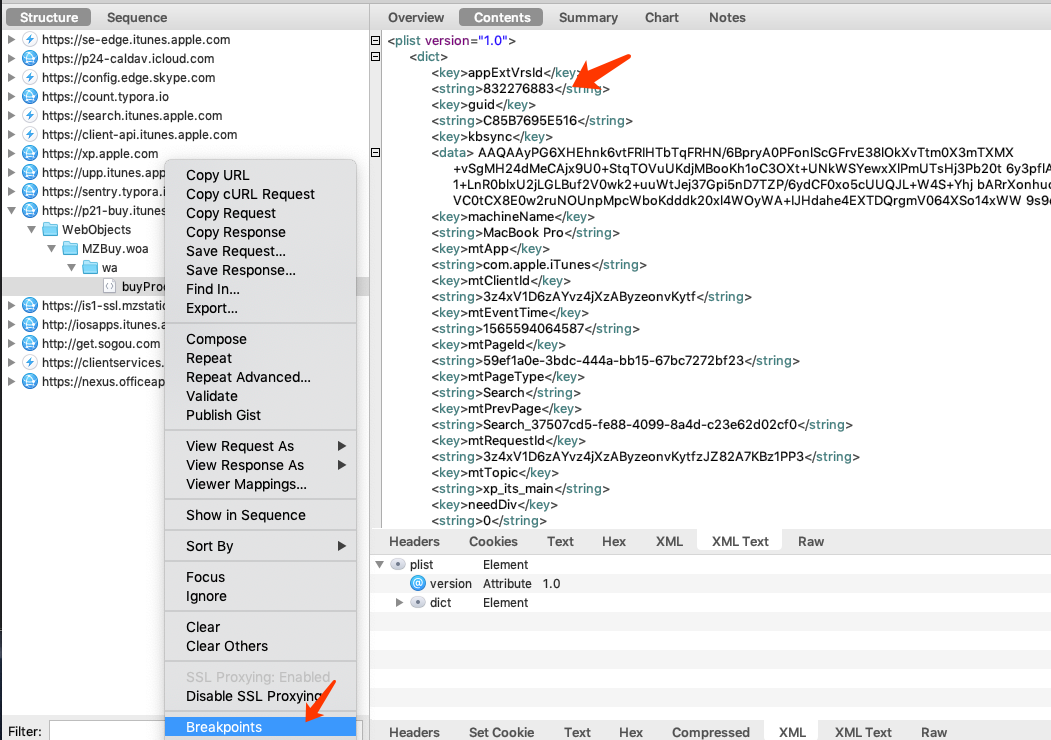 Structure
Sequence
https://se-edge.itunes.apple.com
https://p24-caldav.icloud.com
https://config.edge.skype.com
https://count.typora.io
https://search.itunes.apple.com
https://client-api.itunes.apple.com
https://xp.apple.com
https://upp.itunes.app
https://sentry.typora.i
https://p21-buy.itunes
WebObjects
MZBuy.woa
wa
buyProd
https://is1-ssl.mzstatic
http://iosapps.itunes.a
http://get.sogou.com
https://clientservices.
https://nexus.officeap
Filter:
Copy URL
Copy cURL Request
Copy Request
Copy Response
Save Request...
Save Response...
Find In...
Export...
Compose
Repeat
Repeat Advanced...
Validate
Publish Gist
View Request As
View Response As
Viewer Mappings...
Show in Sequence
Sort By
Focus
Ignore
Clear
Clear Others
SSL Proxying: Enabled
Disable SSL Proxying
Breakpoints
Overview
Contents
Summary
Chart
Notes
<plist version="1.0">
<dict>
<key>appExtVrsId</key>
<string>832276883</string>
<key>guid</key>
<string>C85B7695E516</string>
<key>kbsync</key>
<data> AAQAAyPG6XHEhnk6vtFRlHTbTqFRHN/6BpryA0PFonlScGFrvE38lOkXvTtm0X3mTXMX
+vSgMH24dMeCAjx9U0+StqTOVuUKdjMBooKh1oC3OXt+UNkWSYewxXlPmUTsHj3Pb20t 6y3pflA
1+LnR0blxU2jLGLBuf2V0wk2+uuWtJej37Gpi5nD7TZP/6ydCF0xo5cUUQJL+W4S+Yhj bARrXonhuc
VC0tCX8E0w2ruNOUnpMpcWboKdddk20xl4WOyWA+IJHdahe4EXTDQrgmV064XSo14xWW 9s9c
<key>machineName</key>
<string>MacBook Pro</string>
<key>mtApp</key>
<string>com.apple.iTunes</string>
<key>mtClientId</key>
<string>3z4xV1D6zAYvz4jXzAByzeonvKytf</string>
<key>mtEventTime</key>
<string>1565594064587</string>
<key>mtPageId</key>
<string>59ef1a0e-3bdc-444a-bb15-67bc7272bf23</string>
<key>mtPageType</key>
<string>Search</string>
<key>mtPrevPage</key>
<string>Search_37507cd5-fe88-4099-8a4d-c23e62d02cf0</string>
<key>mtRequestId</key>
<string>3z4xV1D6zAYvz4jXzAByzeonvKytfzJZ82A7KBz1PP3</string>
<key>mtTopic</key>
<string>xp_its_main</string>
<key>needDiv</key>
<string>0</string>
Headers
Cookies
Text
Hex
XML
XML Text
Raw
plist Element
version Attribute 1.0
dict Element
Headers
Set Cookie
Text
Hex
Compressed
XML
XML Text
Raw